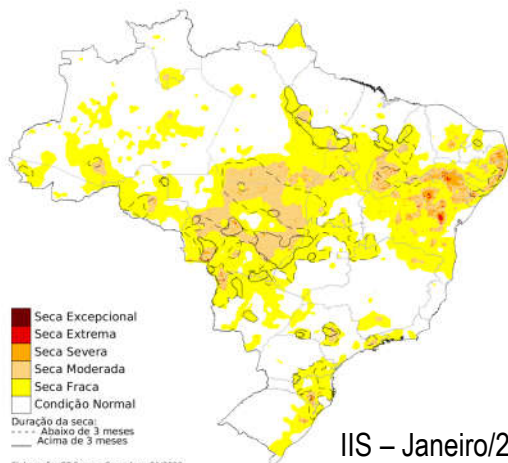 Seca Excepcional
Seca Extrema
Seca Severa
Seca Moderada
Seca Fraca
Condição Normal
Duração da seca:
Abaixo de 3 meses
Acima de 3 meses
IIS – Janeiro/2